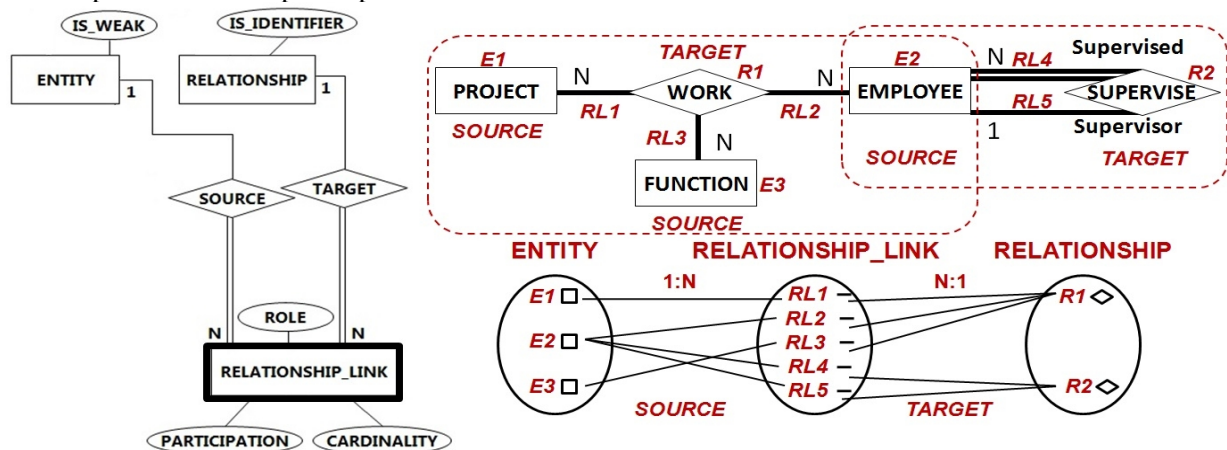 IS_WEAK
IS_IDENTIFIER
ENTITY
RELATIONSHIP
1
1
SOURCE
TARGET
N
ROLE
N
RELATIONSHIP_LINK
PARTICIPATION
CARDINALITY
E1
TARGET
R1
E2
N
RL4
Supervised
R2
PROJECT
N
WORK
N
EMPLOYEE
SUPERVISE
RL1
RL2
RL5
SOURCE
RL3
N
1
Supervisor
SOURCE
TARGET
FUNCTION
E3
SOURCE
ENTITY
RELATIONSHIP_LINK
RELATIONSHIP
1:N
N:1
E1
RL1
R1
RL2
E2
RL3
RL4
E3
RL5
R2
SOURCE
TARGET